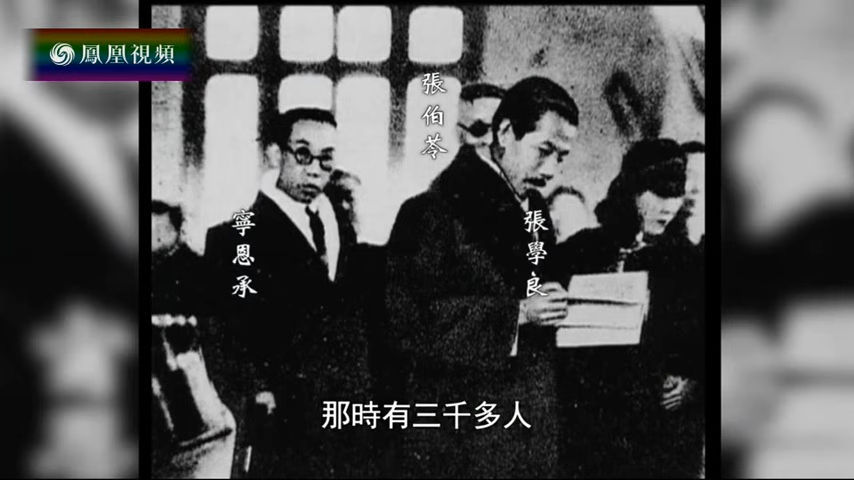 鳳凰視頻
張伯苓
寧恩承
張學良
那時有三千多人